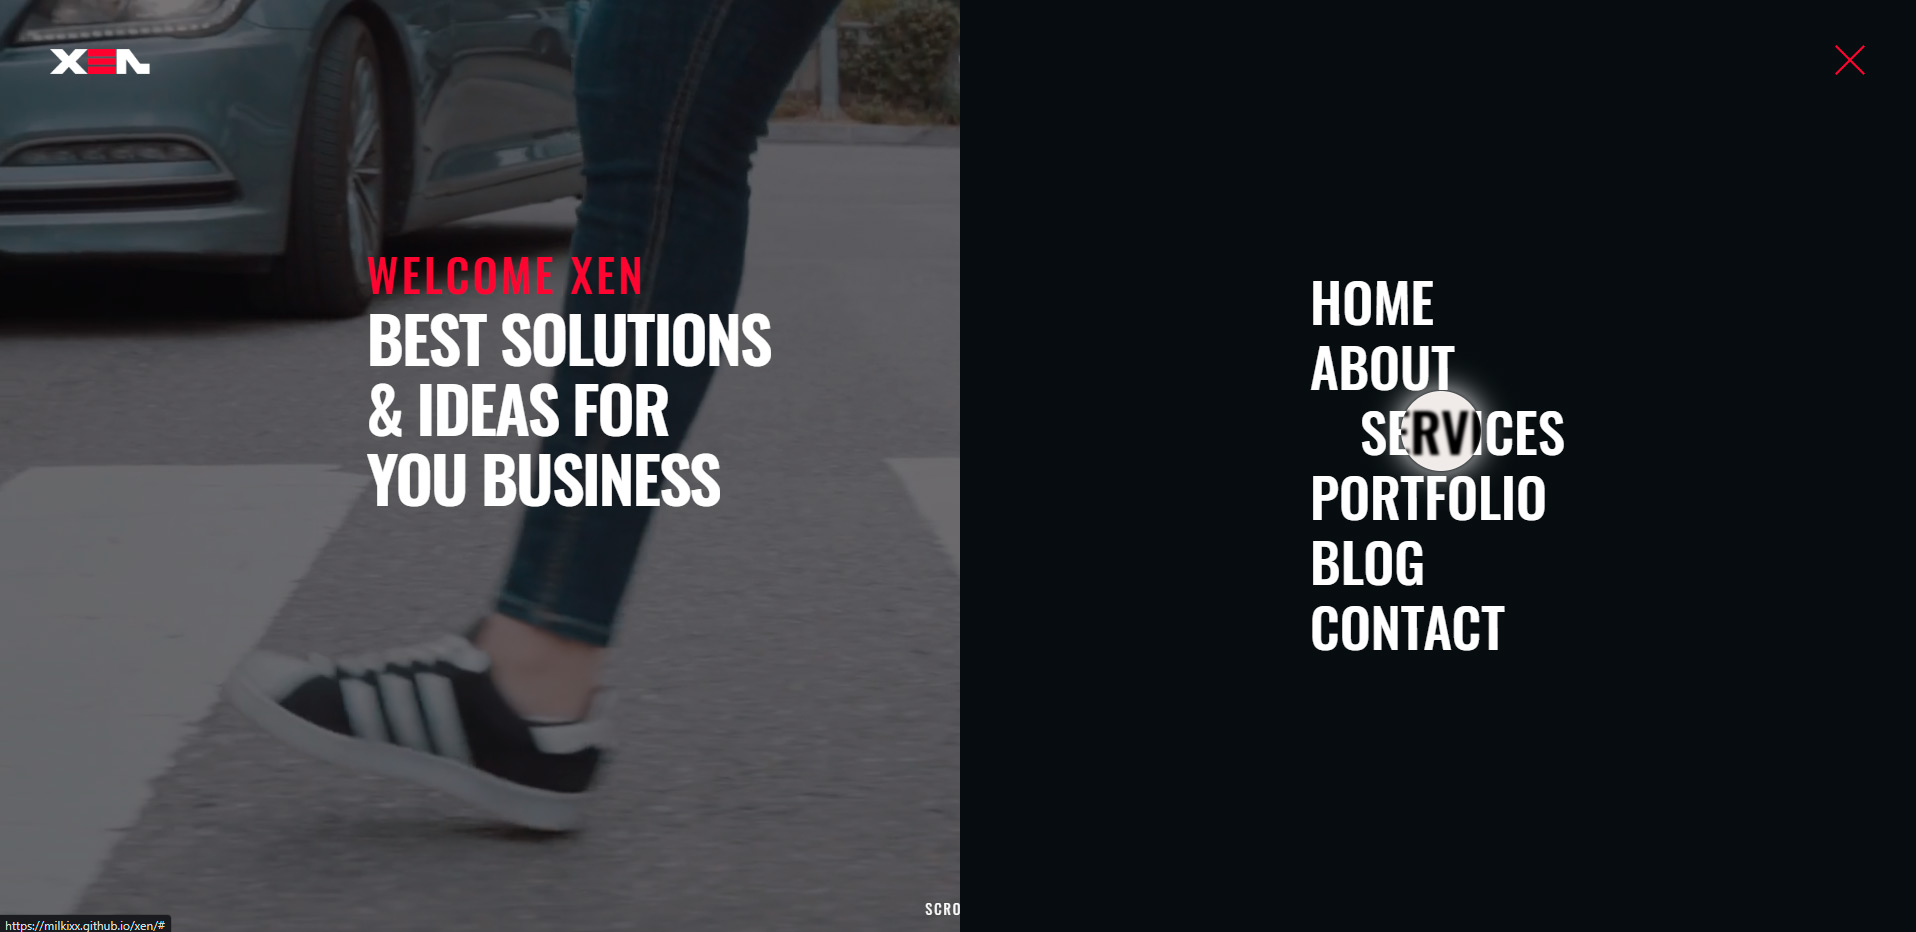 XEN
WELCOME XEN
BEST SOLUTIONS
& IDEAS FOR
YOU BUSINESS
HOME
ABOUT
SERVICES
PORTFOLIO
BLOG
CONTACT
SCRO
https://milkixx.github.io/xen/#